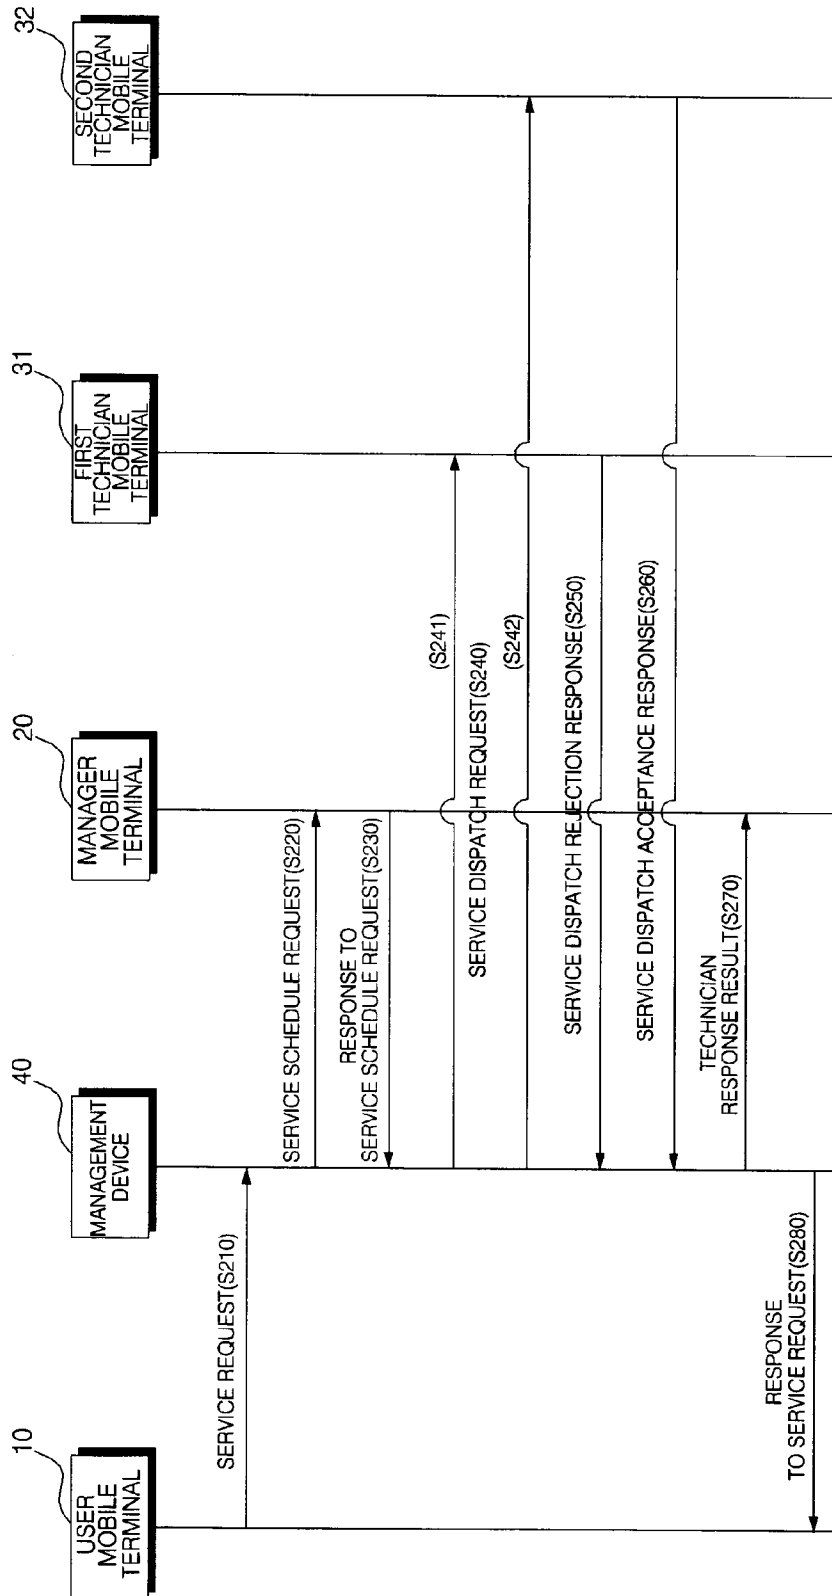 10
USER
MOBILE
TERMINAL
40
MANAGEMENT
DEVICE
20
MANAGER
MOBILE
TERMINAL
31
FIRST
TECHNICIAN
MOBILE
TERMINAL
32
SECOND
TECHNICIAN
MOBILE
TERMINAL
SERVICE REQUEST(S210)
SERVICE SCHEDULE REQUEST(S220)
RESPONSE TO
SERVICE SCHEDULE REQUEST(S230)
(S241)
SERVICE DISPATCH REQUEST(S240)
(S242)
SERVICE DISPATCH REJECTION RESPONSE(S250)
SERVICE DISPATCH ACCEPTANCE RESPONSE(S260)
TECHNICIAN
RESPONSE RESULT(S270)
RESPONSE
TO SERVICE REQUEST(S280)